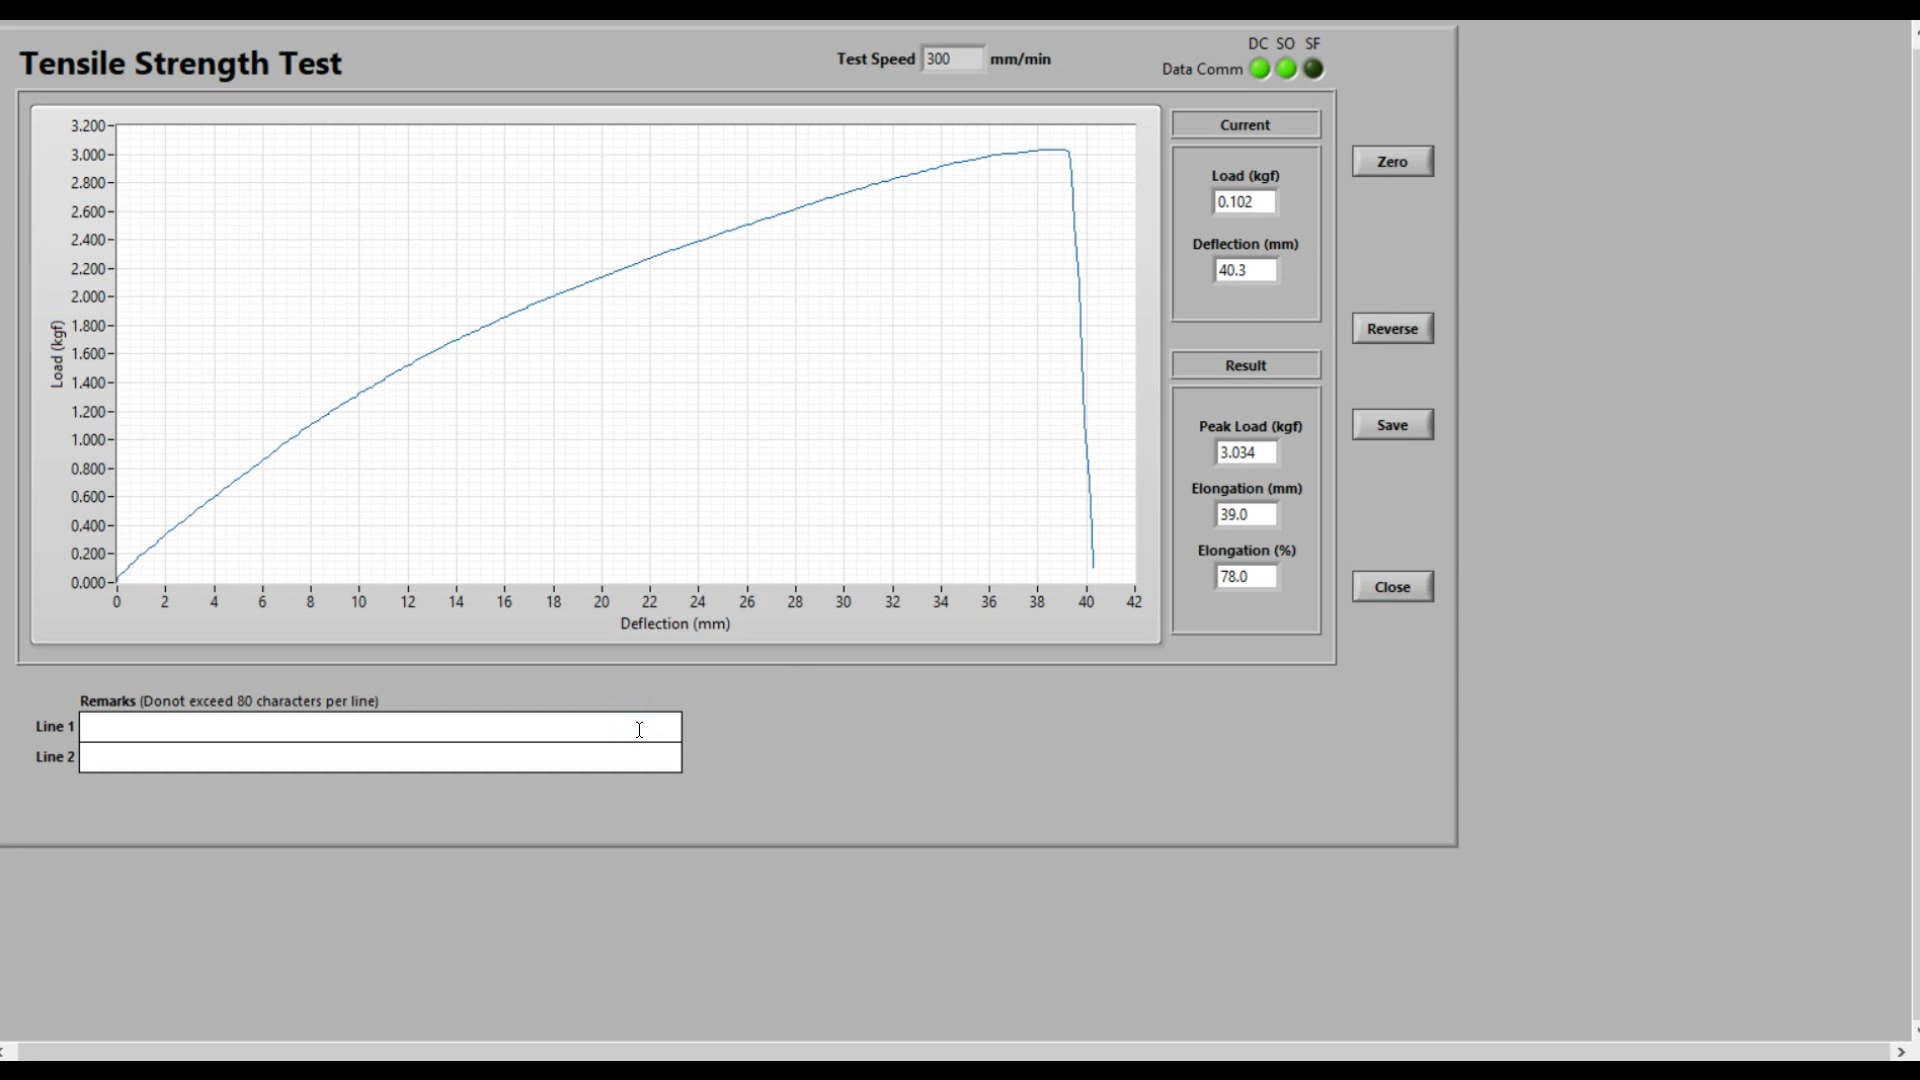 DC SO SF
Tensile Strength Test
Test Speed 300 mm/min
Data Comm
3.200
3.000
2.800
2.600
2.400
2.200
2.000
1.800
1.600
1.400
1.200
1.000
0.800
0.600
0.400
0.200
0.000
Load (kgf)
0 2 4 6 8 10 12 14 16 18 20 22 24 26 28 30 32 34 36 38 40 42
Deflection (mm)
Current
Load (kgf)
0.102
Deflection (mm)
40.3
Result
Peak Load (kgf)
3.034
Elongation (mm)
39.0
Elongation (%)
78.0
Zero
Reverse
Save
Close
Remarks (Donot exceed 80 characters per line)
Line 1
Line 2